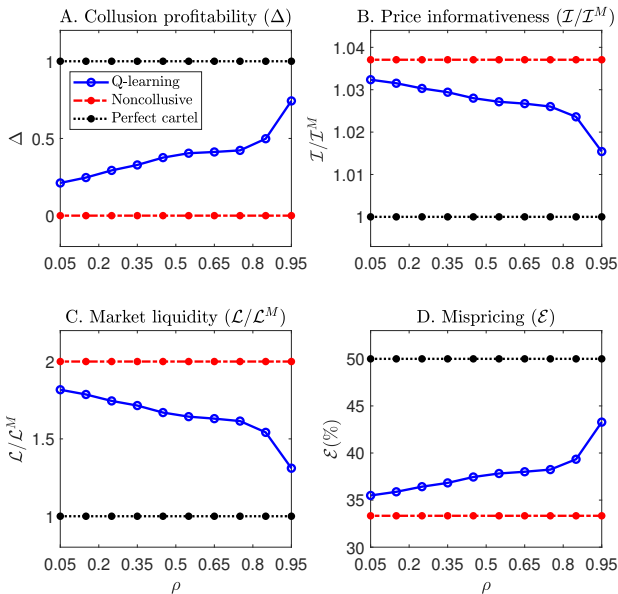 A. Collusion profitability (Δ)
1
0.5
0
Δ
Q-learning
Noncollusive
Perfect cartel
0.05 0.2 0.35 0.5 0.65 0.8 0.95
B. Price informativeness (ℐ/ℐᴹ)
1.04
1.03
1.02
1.01
1
ℐ/ℐᴹ
0.05 0.2 0.35 0.5 0.65 0.8 0.95
C. Market liquidity (ℒ/ℒᴹ)
2
1.5
1
ℒ/ℒᴹ
0.05 0.2 0.35 0.5 0.65 0.8 0.95
ρ
D. Mispricing (ℰ)
50
45
40
35
30
ℰ(%)
0.05 0.2 0.35 0.5 0.65 0.8 0.95
ρ